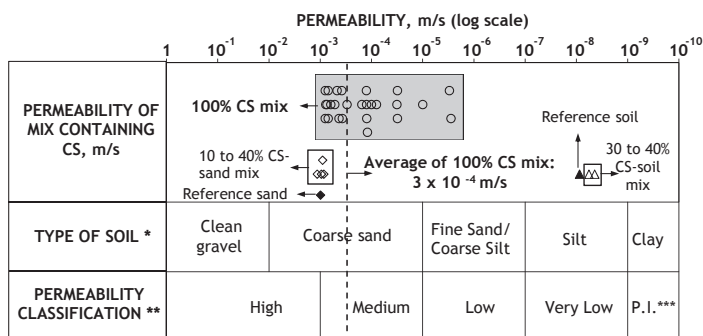 PERMEABILITY, m/s (log scale)
1 10-1 10-2 10-3 10-4 10-5 10-6 10-7 10-8 10-9 10-10
PERMEABILITY OF
MIX CONTAINING
CS, m/s
100% CS mix
10 to 40% CS-
sand mix
Reference sand
Average of 100% CS mix:
3 x 10 -4 m/s
Reference soil
30 to 40%
CS-soil
mix
TYPE OF SOIL *
Clean
gravel
Coarse sand
Fine Sand/
Coarse Silt
Silt
Clay
PERMEABILITY
CLASSIFICATION **
High
Medium
Low
Very Low
P.I.***